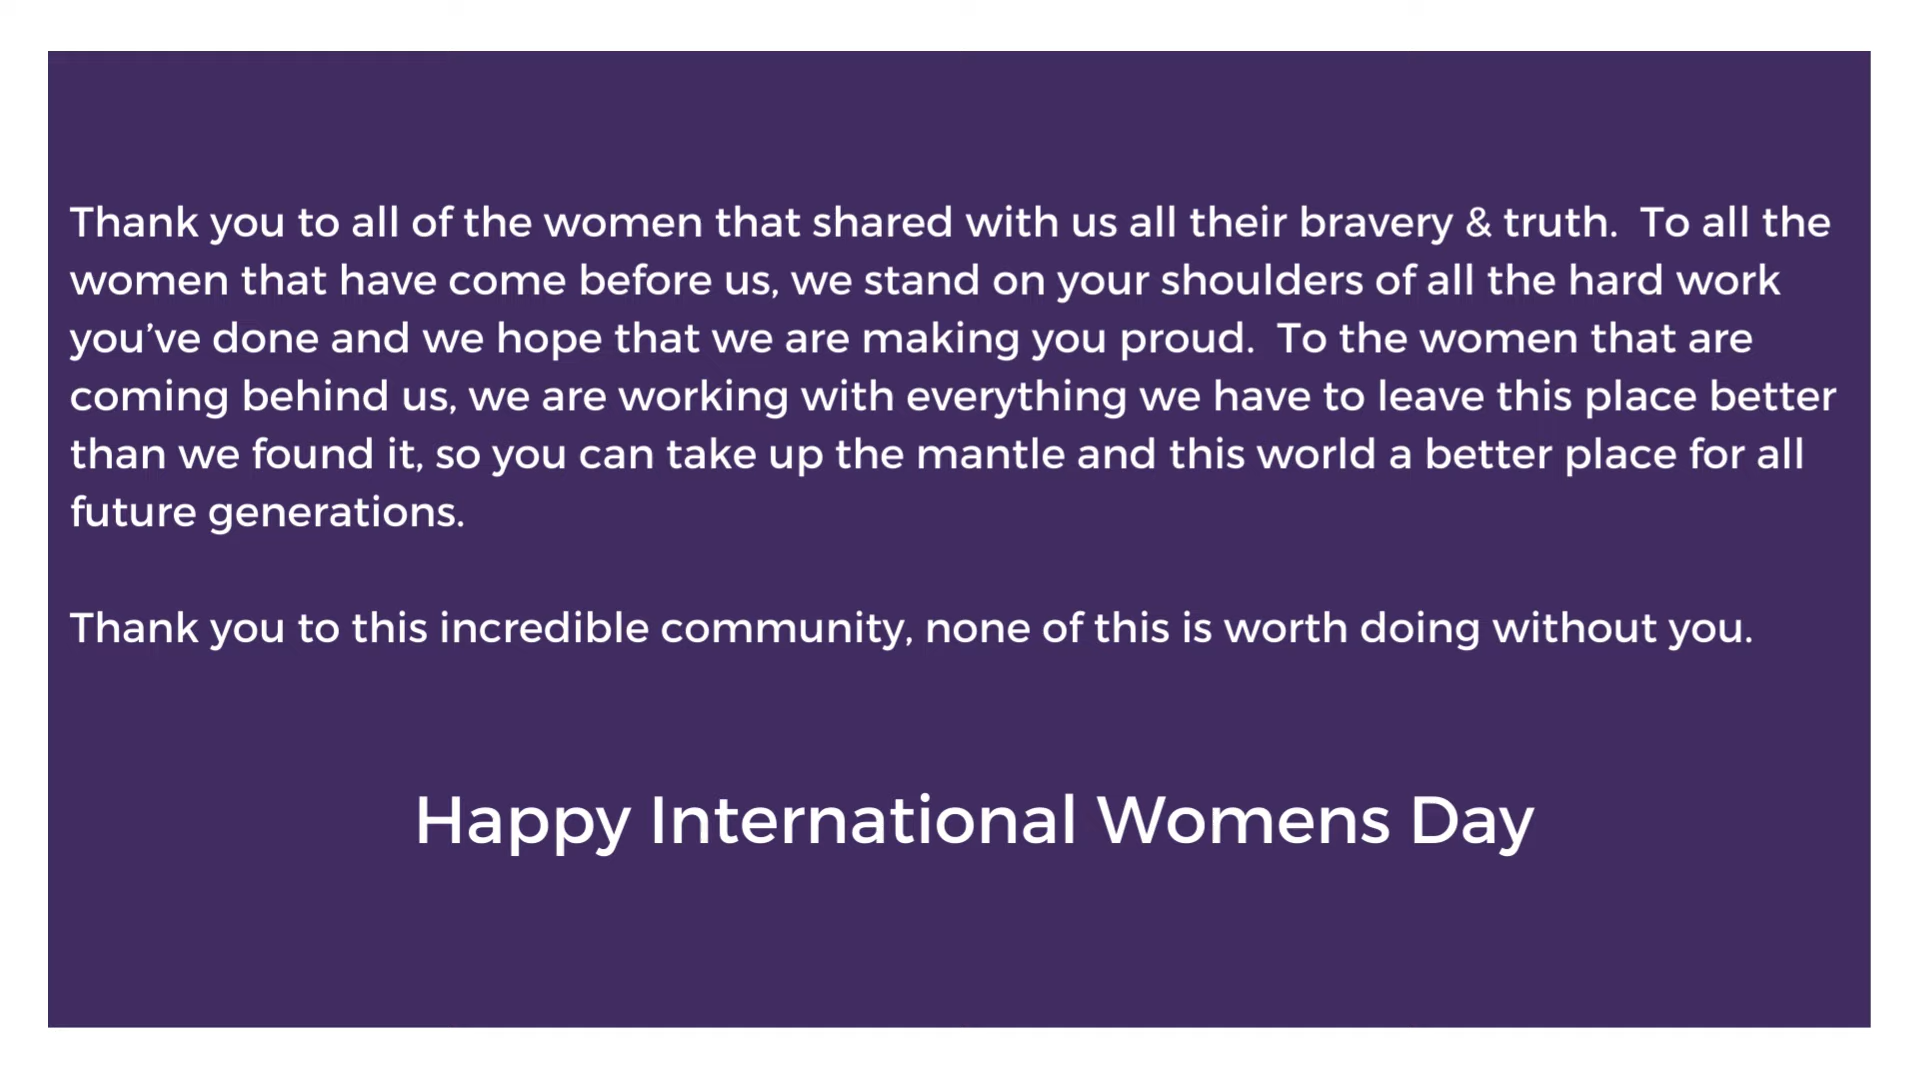 Thank you to all of the women that shared with us all their bravery & truth.  To all the
women that have come before us, we stand on your shoulders of all the hard work
you’ve done and we hope that we are making you proud.  To the women that are
coming behind us, we are working with everything we have to leave this place better
than we found it, so you can take up the mantle and this world a better place for all
future generations.
Thank you to this incredible community, none of this is worth doing without you.
Happy International Womens Day